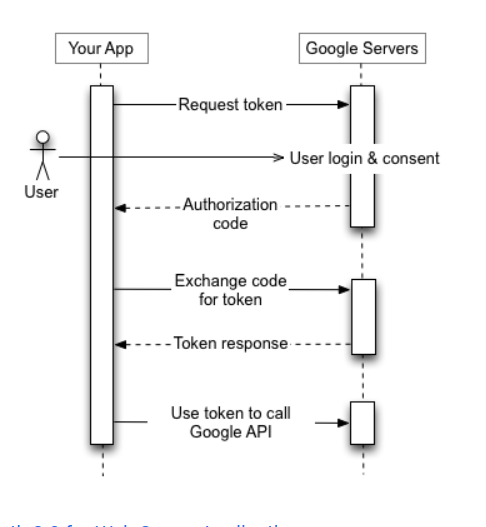 Your App
Google Servers
Request token
User login & consent
User
Authorization
code
Exchange code
for token
Token response
Use token to call
Google API